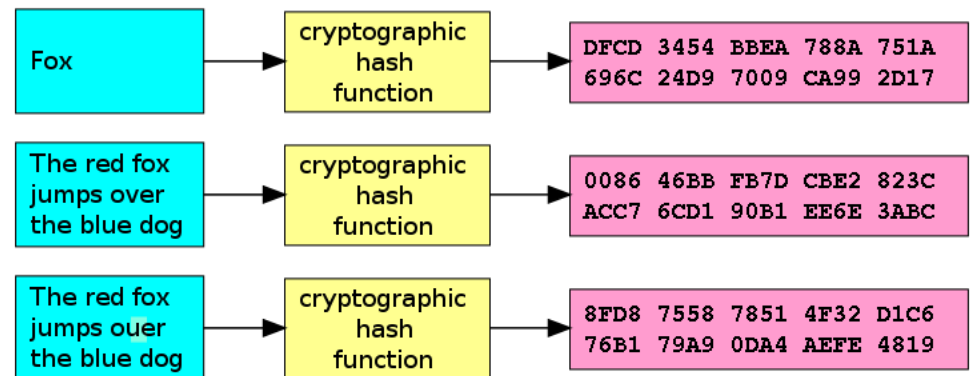 Fox
cryptographic
hash
function
DFCD 3454 BBEA 788A 751A
696C 24D9 7009 CA99 2D17
The red fox
jumps over
the blue dog
cryptographic
hash
function
0086 46BB FB7D CBE2 823C
ACC7 6CD1 90B1 EE6E 3ABC
The red fox
jumps ouer
the blue dog
cryptographic
hash
function
8FD8 7558 7851 4F32 D1C6
76B1 79A9 0DA4 AEFE 4819